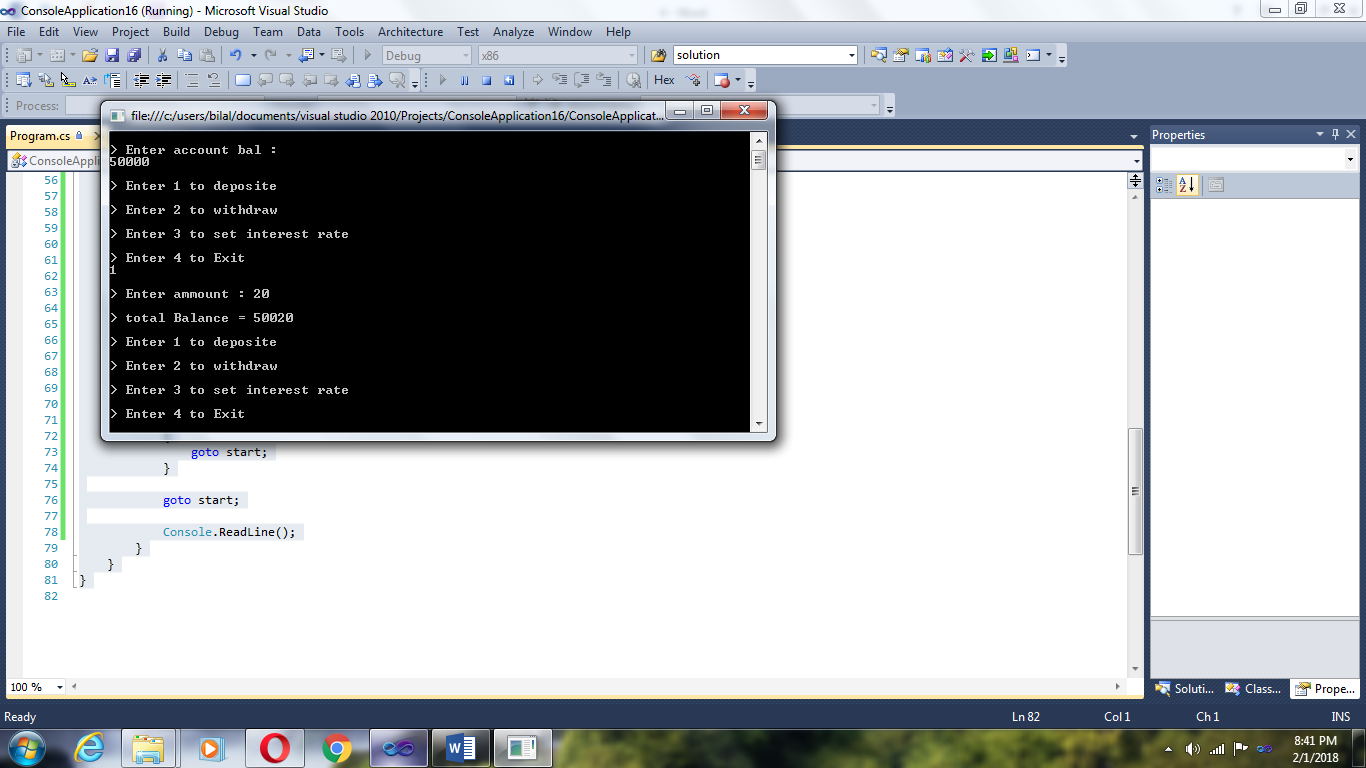 ConsoleApplication16 (Running) - Microsoft Visual Studio
File Edit View Project Build Debug Team Data Tools Architecture Test Analyze Window Help
Debug x86 solution
Hex
Process:
file:///c:/users/bilal/documents/visual studio 2010/Projects/ConsoleApplication16/ConsoleApplicat...
Program.cs
ConsoleAppli
> Enter account bal :
50000
> Enter 1 to deposite
> Enter 2 to withdraw
> Enter 3 to set interest rate
> Enter 4 to Exit
1
> Enter ammount : 20
> total Balance = 50020
> Enter 1 to deposite
> Enter 2 to withdraw
> Enter 3 to set interest rate
> Enter 4 to Exit
56
57
58
59
60
61
62
63
64
65
66
67
68
69
70
71
72
73 goto start;
74 }
75
76 goto start;
77
78 Console.ReadLine();
79 }
80 }
81 }
82
100 %
Properties
Soluti... Class... Prope...
Ready Ln 82 Col 1 Ch 1 INS
8:41 PM
2/1/2018